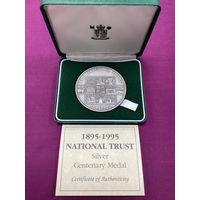 1895-1995
NATIONAL TRUST
Silver
Centenary Medal
Certificate of Authenticity